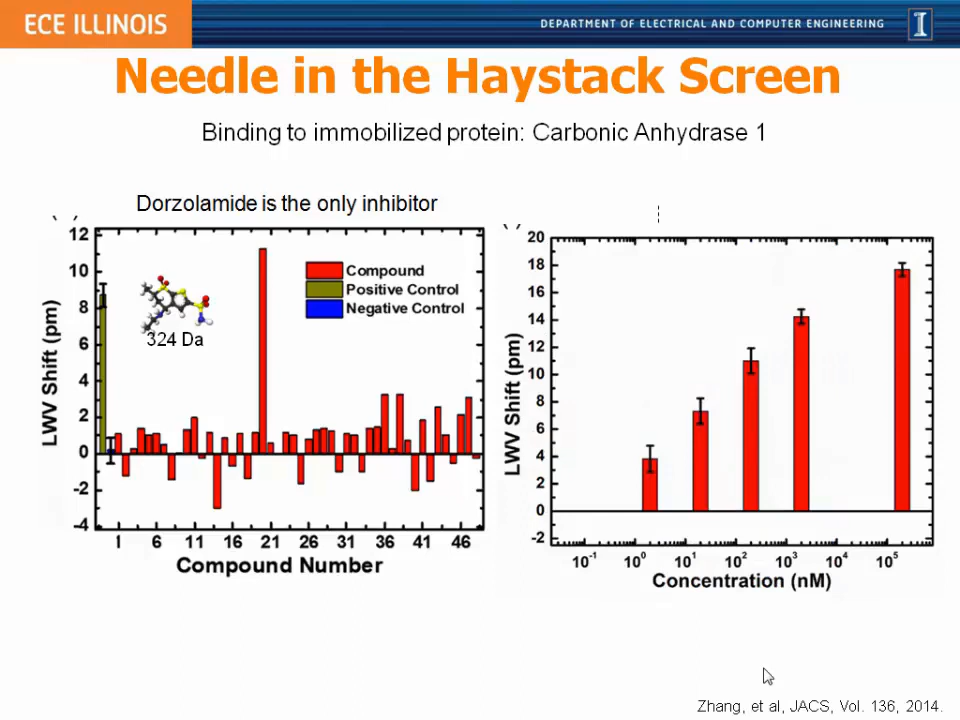 ECE ILLINOIS
DEPARTMENT OF ELECTRICAL AND COMPUTER ENGINEERING
I
Needle in the Haystack Screen
Binding to immobilized protein: Carbonic Anhydrase 1
Dorzolamide is the only inhibitor
12
10
8
6
4
2
0
-2
-4
LWV Shift (pm)
Compound
Positive Control
Negative Control
324 Da
1 6 11 16 21 26 31 36 41 46
Compound Number
20
18
16
14
12
10
8
6
4
2
0
-2
LWV Shift (pm)
10⁻¹ 10⁰ 10¹ 10² 10³ 10⁴ 10⁵
Concentration (nM)
Zhang, et al, JACS, Vol. 136, 2014.